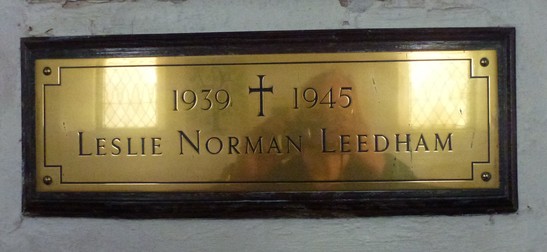 1939 ✝ 1945
LESLIE NORMAN LEEDHAM